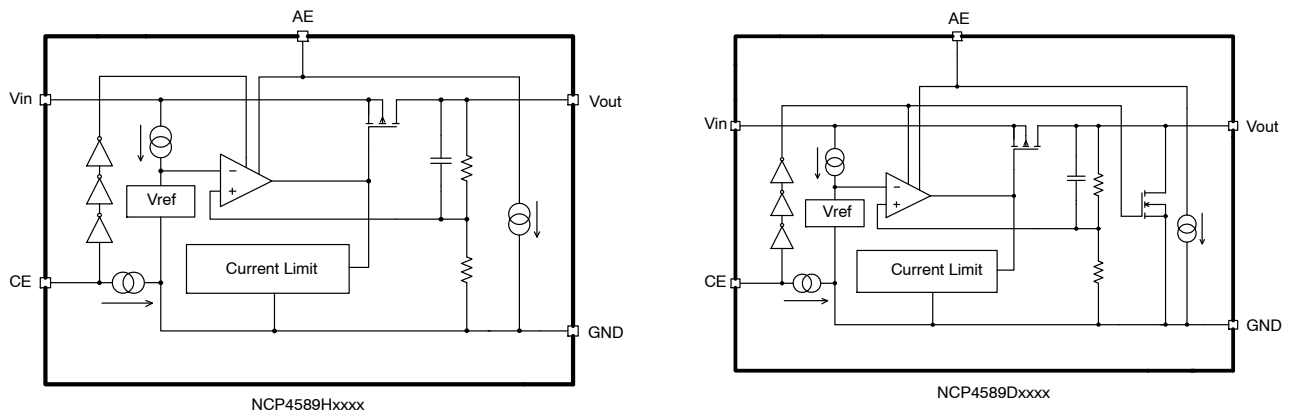 AE
Vin
Vout
−
+
Vref
Current Limit
CE
GND
NCP4589Hxxxx
AE
Vin
Vout
−
+
Vref
Current Limit
CE
GND
NCP4589Dxxxx